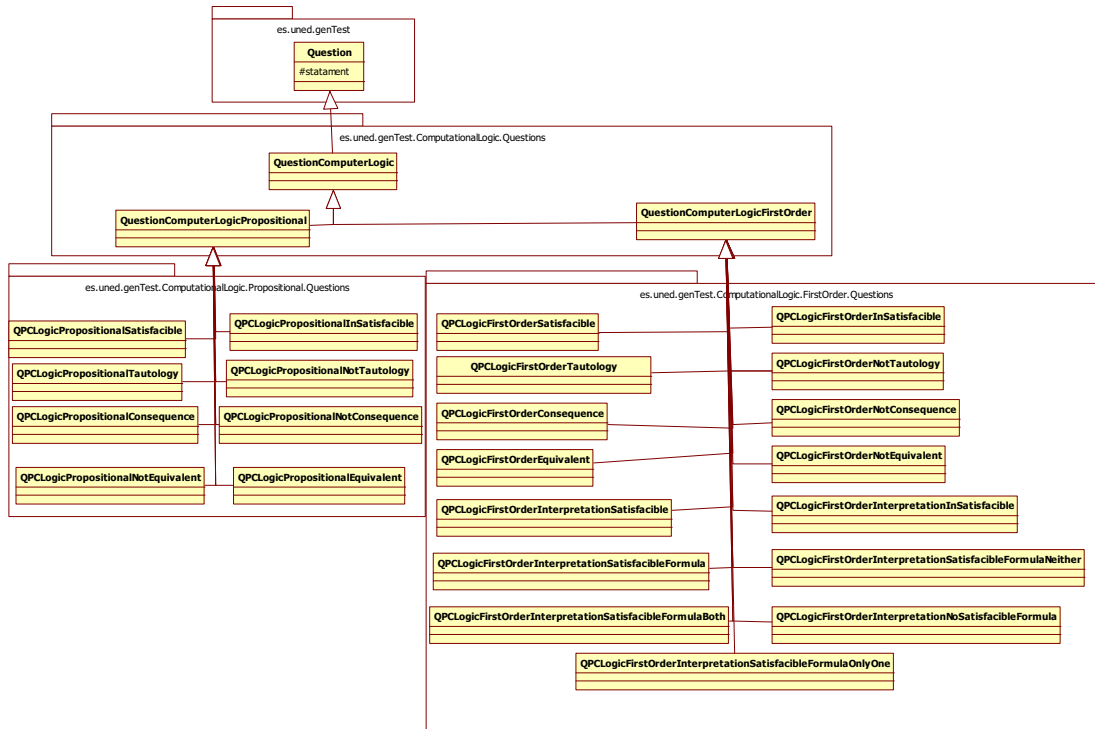 es.uned.genTest
Question
#statament
es.uned.genTest.ComputationalLogic.Questions
QuestionComputerLogic
QuestionComputerLogicPropositional
QuestionComputerLogicFirstOrder
es.uned.genTest.ComputationalLogic.Propositional.Questions
QPCLogicPropositionalSatisfacible
QPCLogicPropositionalInSatisfacible
QPCLogicPropositionalTautology
QPCLogicPropositionalNotTautology
QPCLogicPropositionalConsequence
QPCLogicPropositionalNotConsequence
QPCLogicPropositionalNotEquivalent
QPCLogicPropositionalEquivalent
es.uned.genTest.ComputationalLogic.FirstOrder.Questions
QPCLogicFirstOrderSatisfacible
QPCLogicFirstOrderInSatisfacible
QPCLogicFirstOrderTautology
QPCLogicFirstOrderNotTautology
QPCLogicFirstOrderConsequence
QPCLogicFirstOrderNotConsequence
QPCLogicFirstOrderEquivalent
QPCLogicFirstOrderNotEquivalent
QPCLogicFirstOrderInterpretationSatisfacible
QPCLogicFirstOrderInterpretationInSatisfacible
QPCLogicFirstOrderInterpretationSatisfacibleFormula
QPCLogicFirstOrderInterpretationSatisfacibleFormulaNeither
QPCLogicFirstOrderInterpretationSatisfacibleFormulaBoth
QPCLogicFirstOrderInterpretationNoSatisfacibleFormula
QPCLogicFirstOrderInterpretationSatisfacibleFormulaOnlyOne